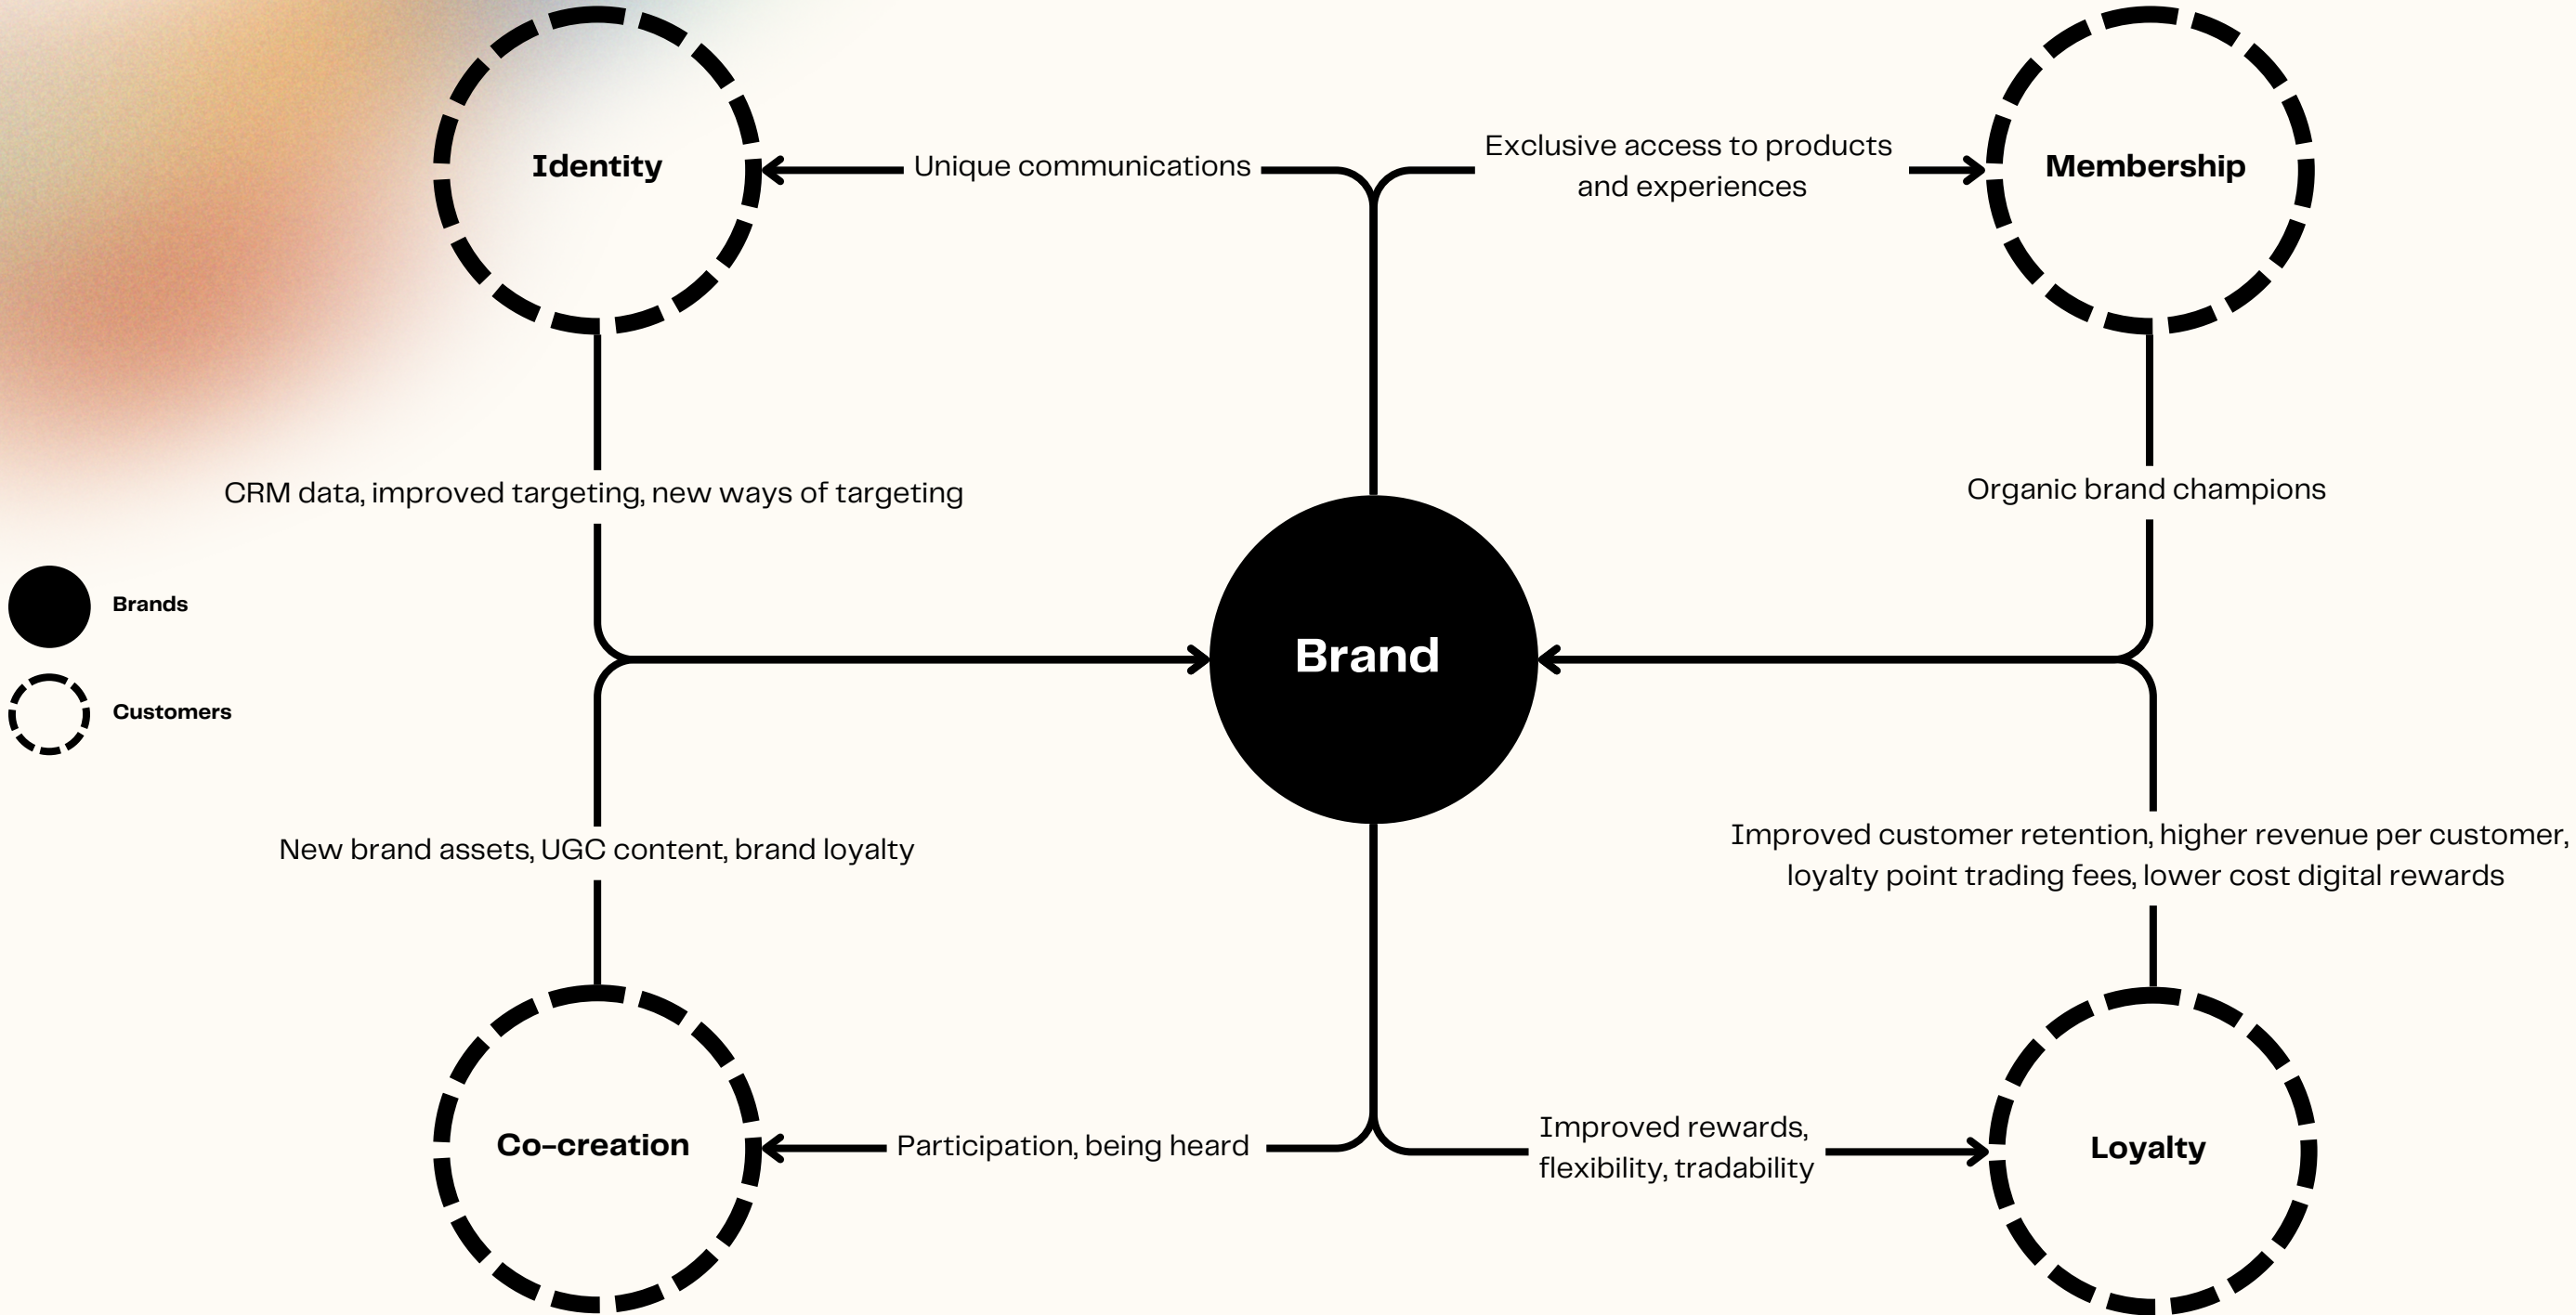 Identity
Unique communications
Exclusive access to products
and experiences
Membership
CRM data, improved targeting, new ways of targeting
Organic brand champions
Brands
Customers
Brand
New brand assets, UGC content, brand loyalty
Improved customer retention, higher revenue per customer,
loyalty point trading fees, lower cost digital rewards
Co-creation
Participation, being heard
Improved rewards,
flexibility, tradability
Loyalty